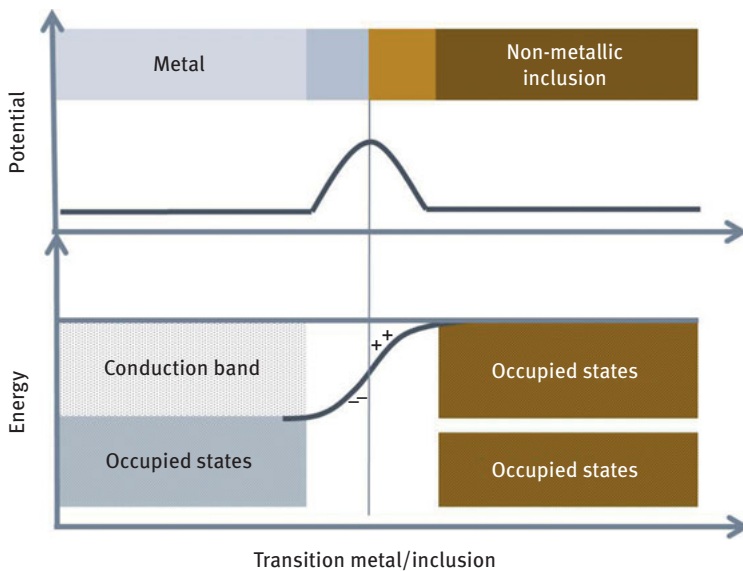 Potential
Metal
Non-metallic
inclusion
Energy
Conduction band
Occupied states
++
−−
Occupied states
Occupied states
Transition metal/inclusion